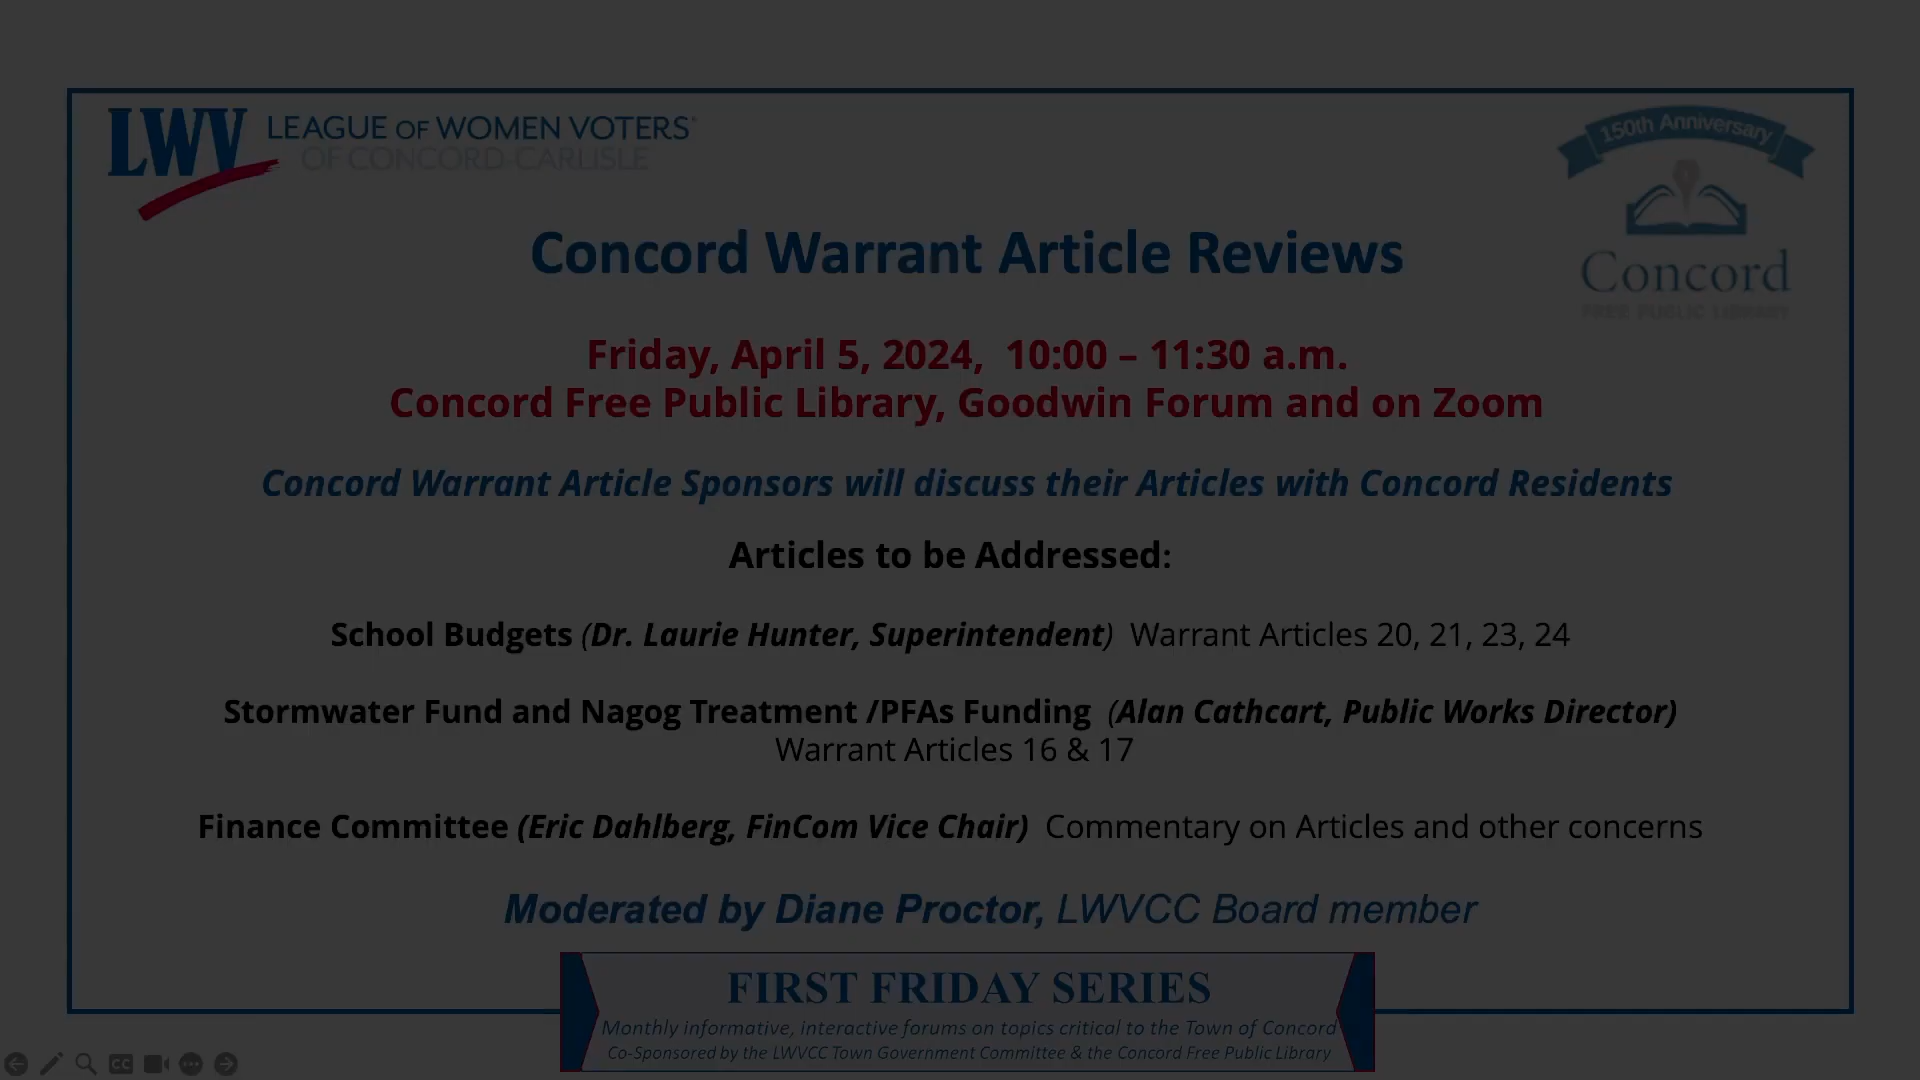 LWV LEAGUE OF WOMEN VOTERS®
OF CONCORD-CARLISLE
150th Anniversary
Concord
FREE PUBLIC LIBRARY
Concord Warrant Article Reviews
Friday, April 5, 2024, 10:00 – 11:30 a.m.
Concord Free Public Library, Goodwin Forum and on Zoom
Concord Warrant Article Sponsors will discuss their Articles with Concord Residents
Articles to be Addressed:
School Budgets (Dr. Laurie Hunter, Superintendent) Warrant Articles 20, 21, 23, 24
Stormwater Fund and Nagog Treatment /PFAs Funding (Alan Cathcart, Public Works Director)
Warrant Articles 16 & 17
Finance Committee (Eric Dahlberg, FinCom Vice Chair) Commentary on Articles and other concerns
Moderated by Diane Proctor, LWVCC Board member
FIRST FRIDAY SERIES
Monthly informative, interactive forums on topics critical to the Town of Concord
Co-Sponsored by the LWVCC Town Government Committee & the Concord Free Public Library
CC